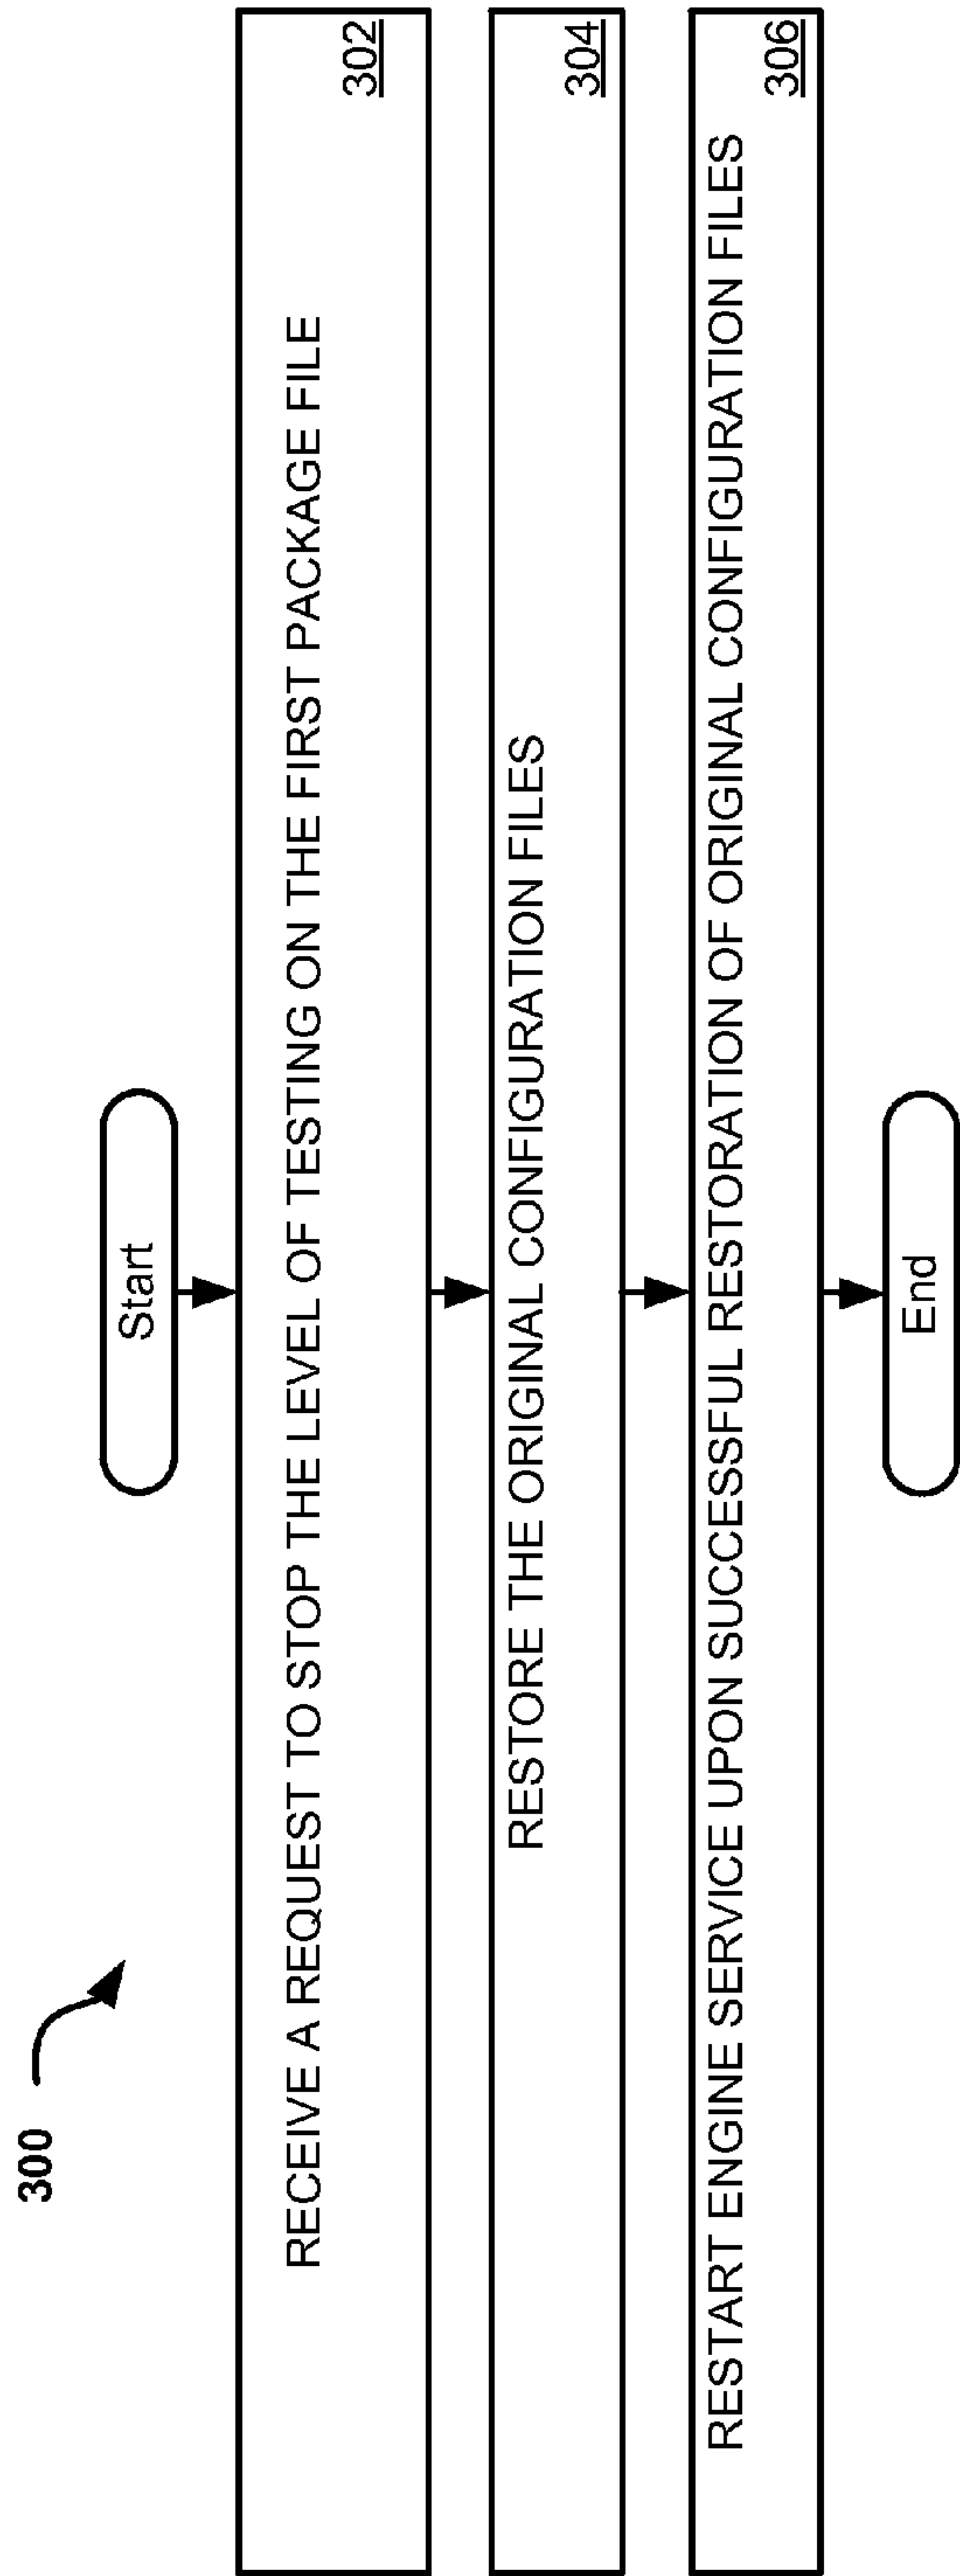 300
Start
RECEIVE A REQUEST TO STOP THE LEVEL OF TESTING ON THE FIRST PACKAGE FILE
302
RESTORE THE ORIGINAL CONFIGURATION FILES
304
RESTART ENGINE SERVICE UPON SUCCESSFUL RESTORATION OF ORIGINAL CONFIGURATION FILES
306
End